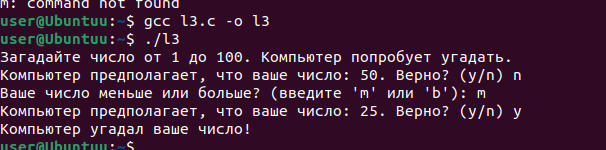 m: command not found
user@Ubuntuu:~$ gcc l3.c -o l3
user@Ubuntuu:~$ ./l3
Загадайте число от 1 до 100. Компьютер попробует угадать.
Компьютер предполагает, что ваше число: 50. Верно? (y/n) n
Ваше число меньше или больше? (введите 'm' или 'b'): m
Компьютер предполагает, что ваше число: 25. Верно? (y/n) y
Компьютер угадал ваше число!
user@Ubuntuu:~$